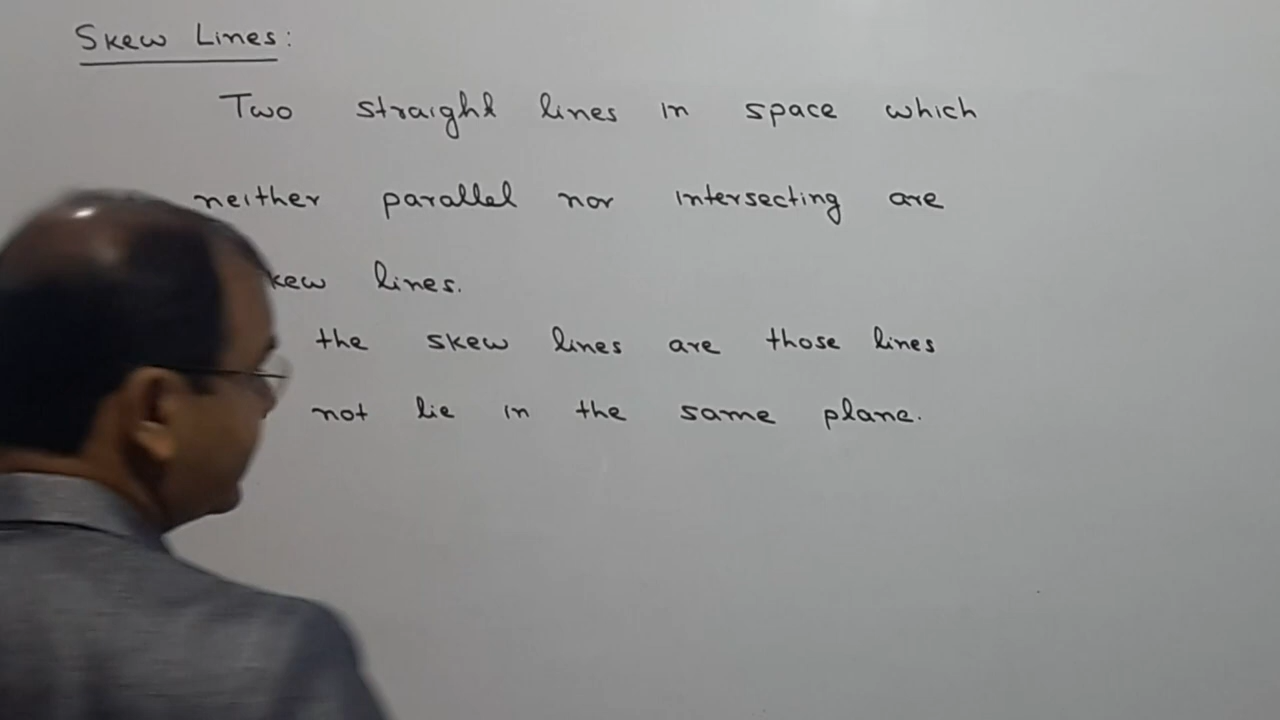 Skew Lines:
Two straight lines in space which
neither parallel nor intersecting are
kew lines.
the skew lines are those lines
not lie in the same plane.